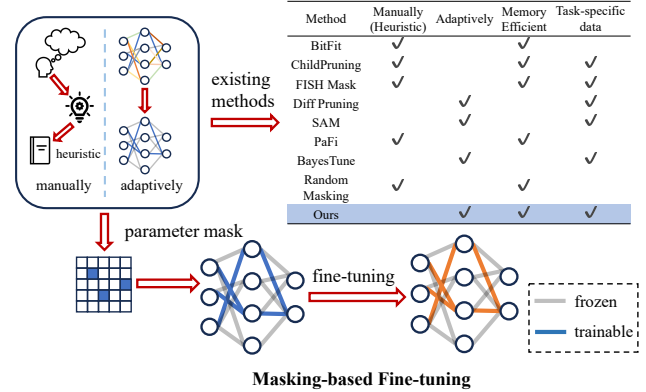 heuristic
manually
adaptively
existing
methods
Method Manually (Heuristic) Adaptively Memory Efficient Task-specific data
BitFit ✓ ✓
ChildPruning ✓ ✓ ✓
FISH Mask ✓ ✓ ✓
Diff Pruning ✓ ✓
SAM ✓ ✓
PaFi ✓ ✓
BayesTune ✓ ✓
Random Masking ✓ ✓
Ours ✓ ✓ ✓
parameter mask
fine-tuning
frozen
trainable
Masking-based Fine-tuning